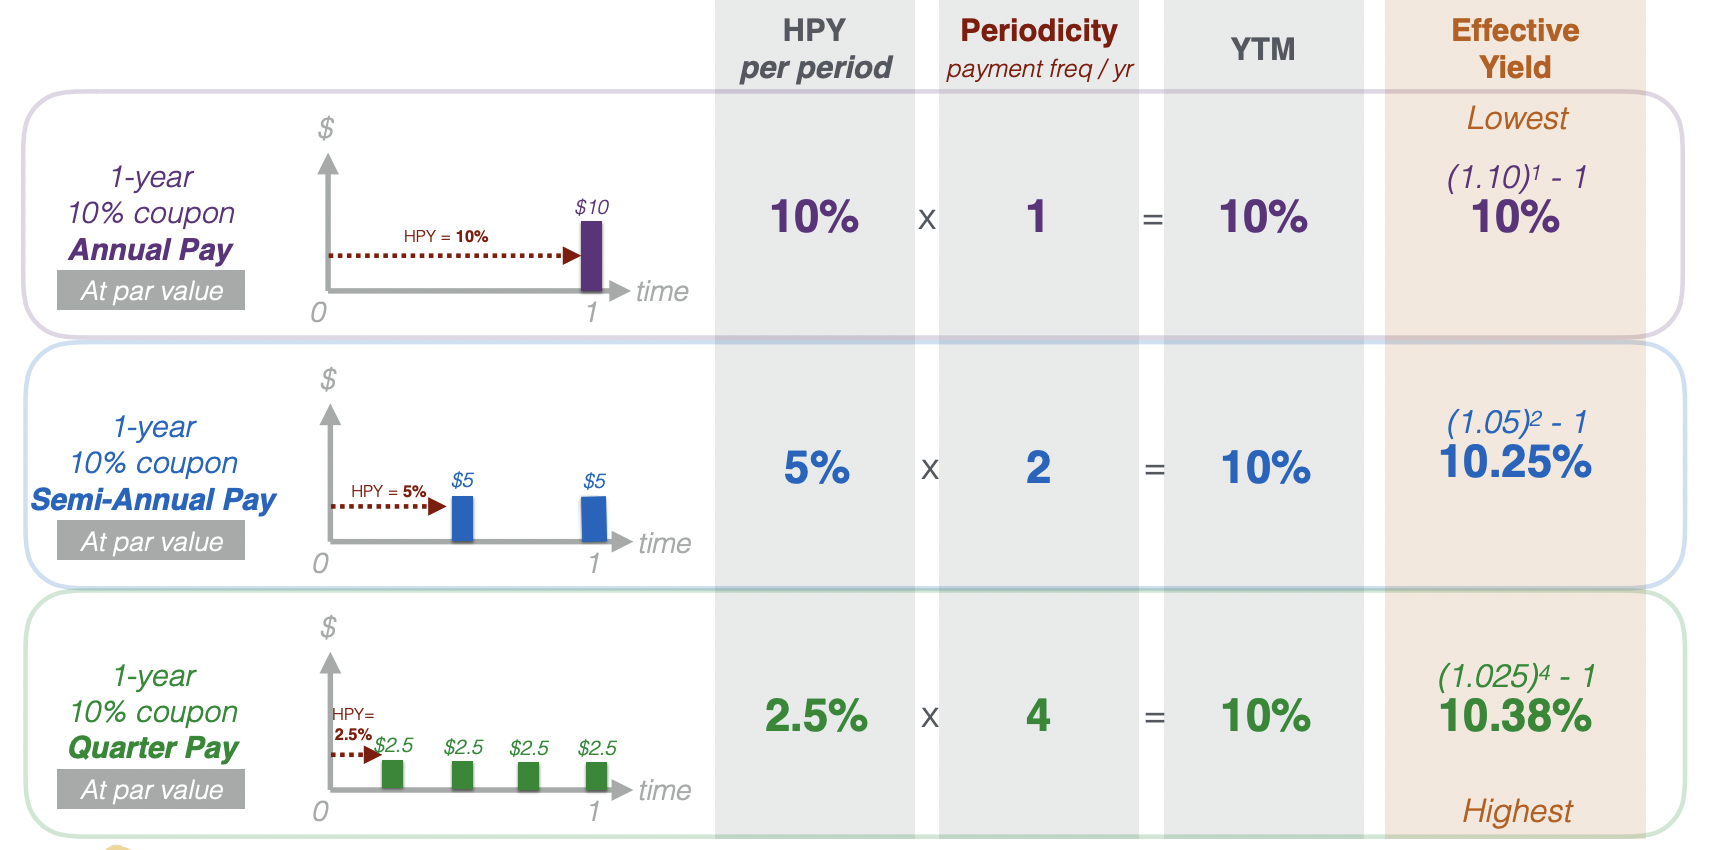 HPY
per period
Periodicity
payment freq / yr
YTM
Effective
Yield
1-year
10% coupon
Annual Pay
At par value
$
HPY = 10%
$10
0
1
time
10%
x
1
=
10%
Lowest
(1.10)¹ - 1
10%
1-year
10% coupon
Semi-Annual Pay
At par value
$
HPY = 5%
$5
$5
0
1
time
5%
x
2
=
10%
(1.05)² - 1
10.25%
1-year
10% coupon
Quarter Pay
At par value
$
HPY=
2.5%
$2.5
$2.5
$2.5
$2.5
0
1
time
2.5%
x
4
=
10%
(1.025)⁴ - 1
10.38%
Highest